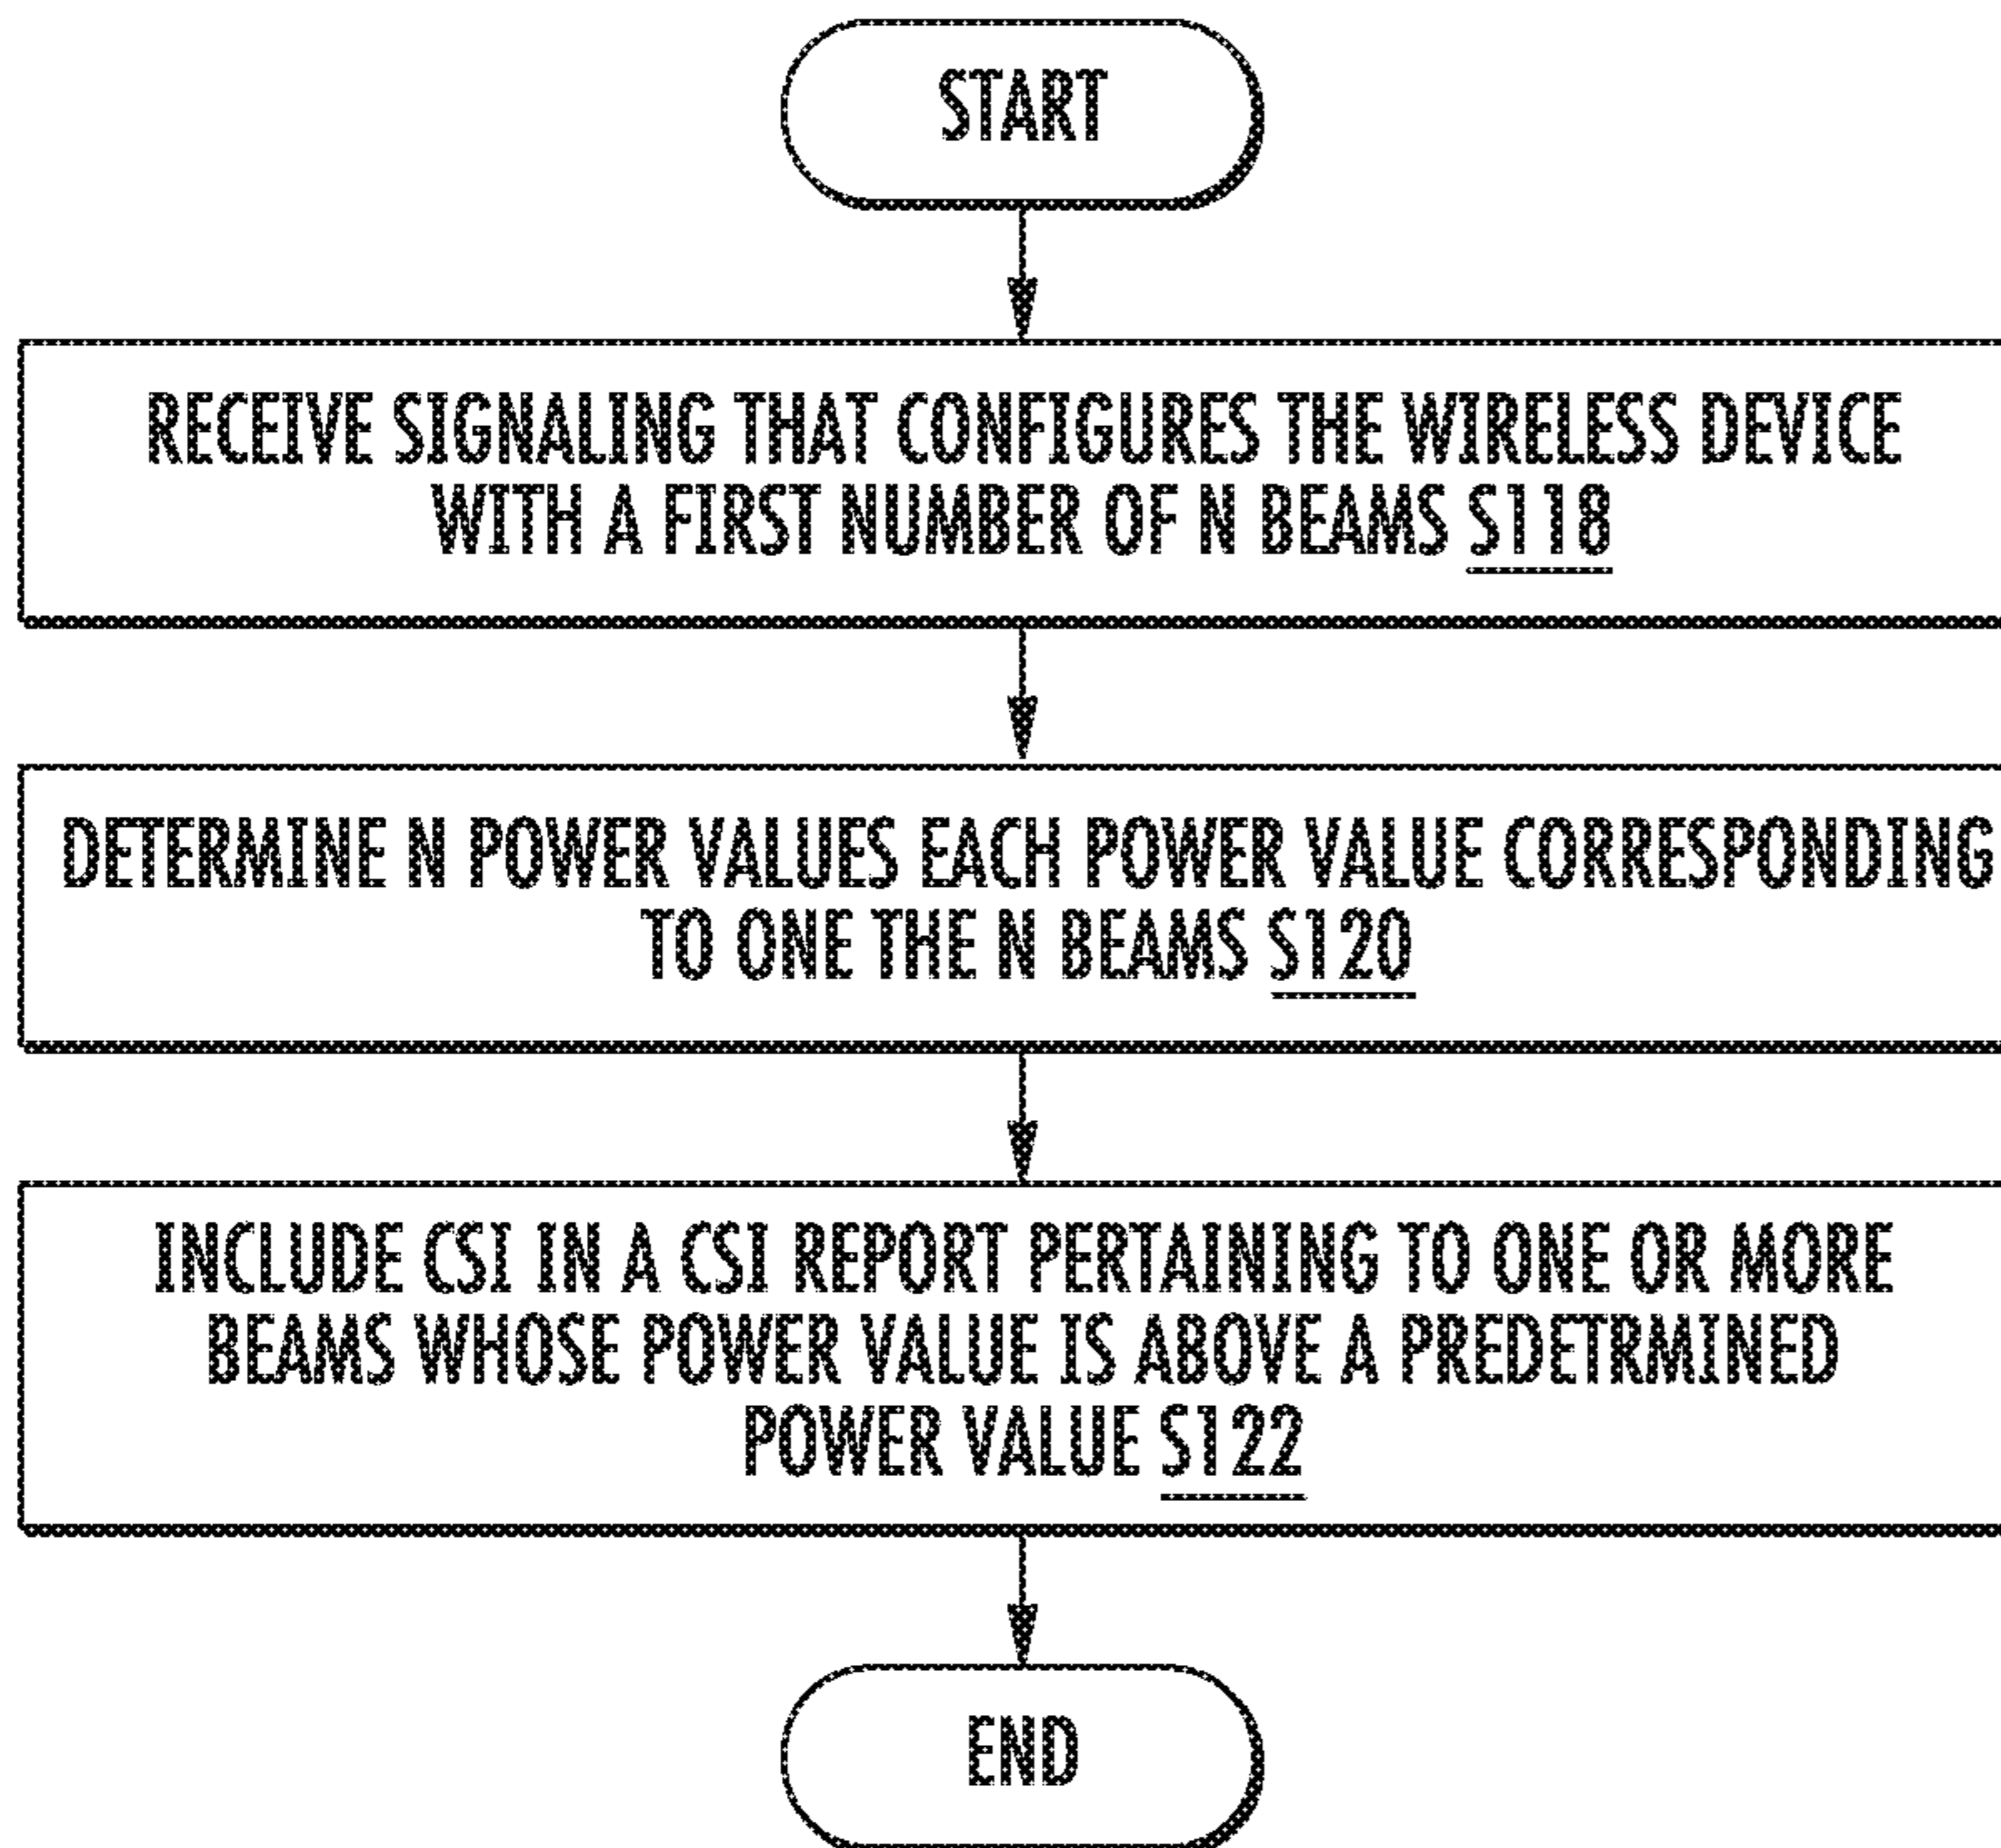 START
RECEIVE SIGNALING THAT CONFIGURES THE WIRELESS DEVICE
WITH A FIRST NUMBER OF N BEAMS S118
DETERMINE N POWER VALUES EACH POWER VALUE CORRESPONDING
TO ONE THE N BEAMS S120
INCLUDE CSI IN A CSI REPORT PERTAINING TO ONE OR MORE
BEAMS WHOSE POWER VALUE IS ABOVE A PREDETRMINED
POWER VALUE S122
END